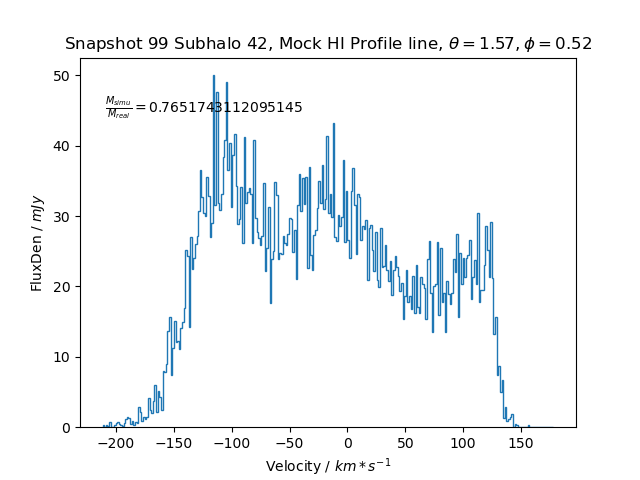 Snapshot 99 Subhalo 42, Mock HI Profile line, θ = 1.57, ϕ = 0.52
M_simu/M_real = 0.7651743112095145
FluxDen / mJy
50
40
30
20
10
0
−200 −150 −100 −50 0 50 100 150
Velocity / km * s⁻¹